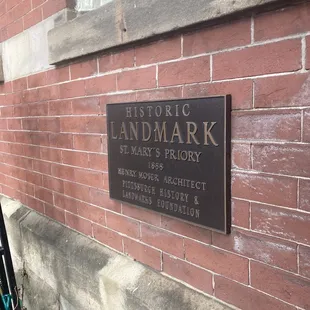 HISTORIC
LANDMARK
ST. MARY'S PRIORY
1888
HENRY MOSER, ARCHITECT
PITTSBURGH HISTORY &
LANDMARKS FOUNDATION